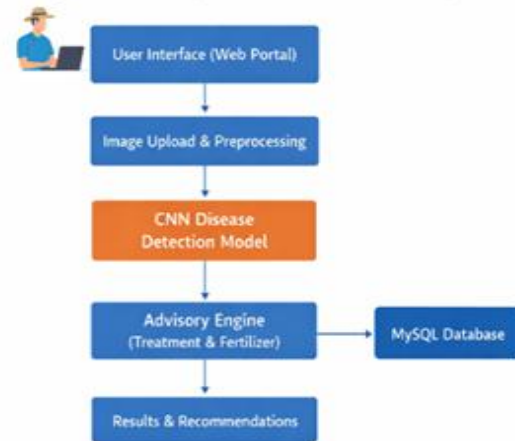 User Interface (Web Portal)
Image Upload & Preprocessing
CNN Disease
Detection Model
Advisory Engine
(Treatment & Fertilizer)
MySQL Database
Results & Recommendations